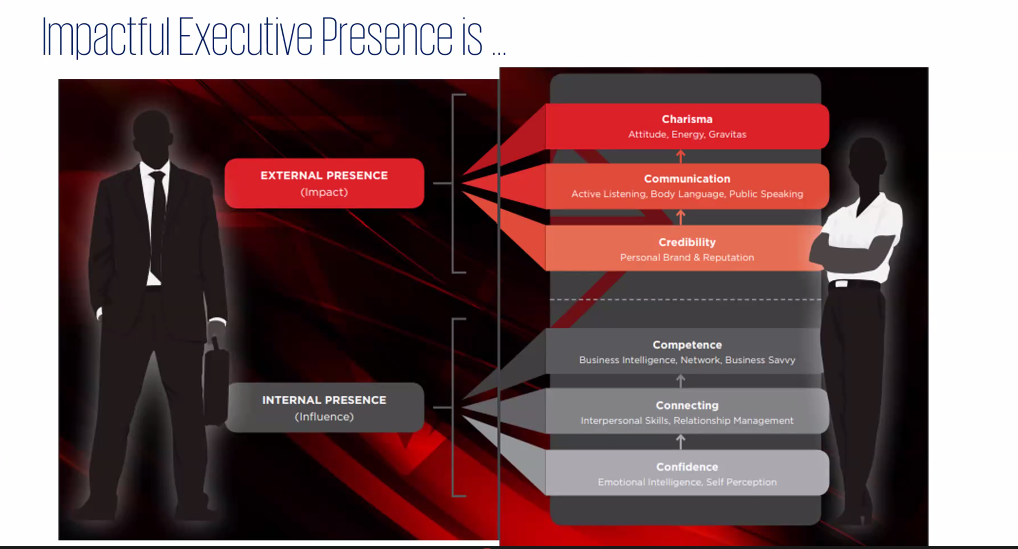 Impactful Executive Presence is ...
EXTERNAL PRESENCE
(Impact)
Charisma
Attitude, Energy, Gravitas
Communication
Active Listening, Body Language, Public Speaking
Credibility
Personal Brand & Reputation
INTERNAL PRESENCE
(Influence)
Competence
Business Intelligence, Network, Business Savvy
Connecting
Interpersonal Skills, Relationship Management
Confidence
Emotional Intelligence, Self Perception